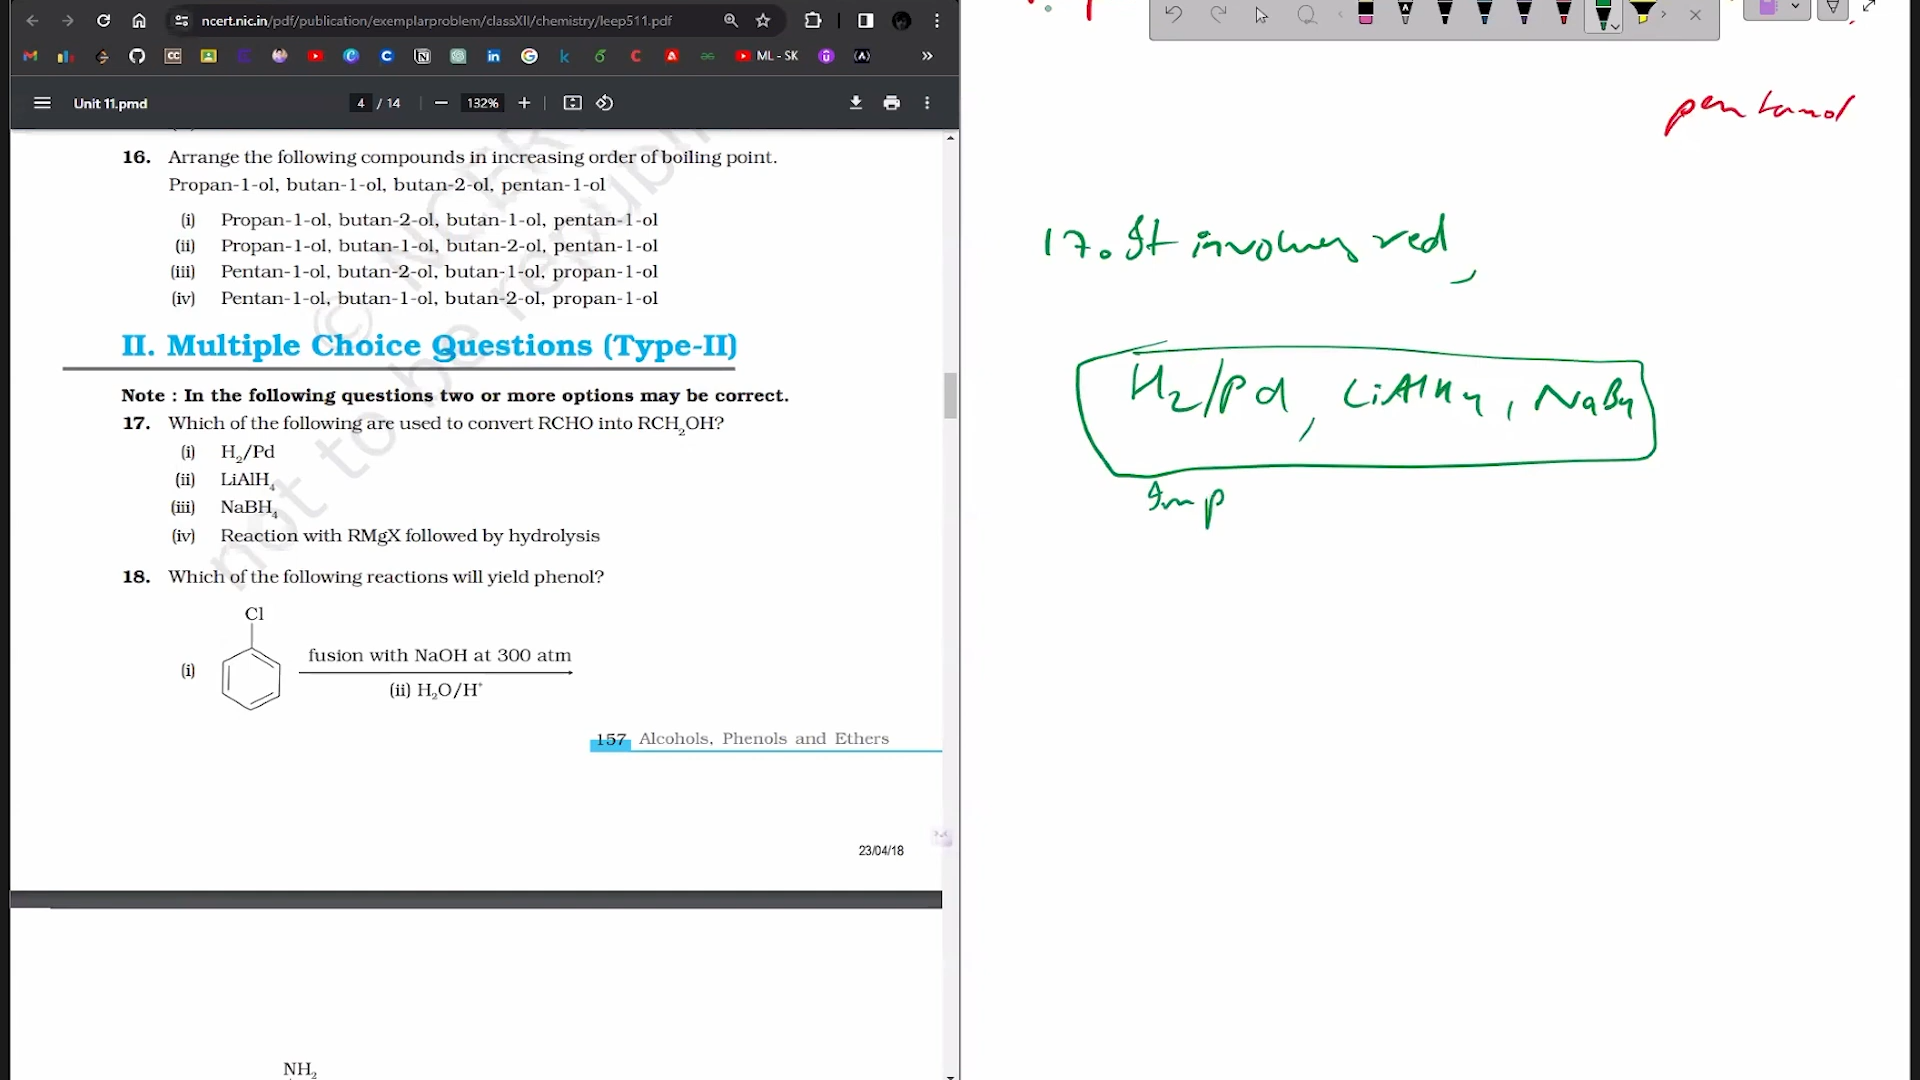 ncert.nic.in/pdf/publication/exemplarproblem/classXII/chemistry/leep511.pdf
ML - SK
Unit 11.pmd
4 / 14
132%
16. Arrange the following compounds in increasing order of boiling point.
Propan-1-ol, butan-1-ol, butan-2-ol, pentan-1-ol
(i) Propan-1-ol, butan-2-ol, butan-1-ol, pentan-1-ol
(ii) Propan-1-ol, butan-1-ol, butan-2-ol, pentan-1-ol
(iii) Pentan-1-ol, butan-2-ol, butan-1-ol, propan-1-ol
(iv) Pentan-1-ol, butan-1-ol, butan-2-ol, propan-1-ol
II. Multiple Choice Questions (Type-II)
Note : In the following questions two or more options may be correct.
17. Which of the following are used to convert RCHO into RCH₂OH?
(i) H₂/Pd
(ii) LiAlH₄
(iii) NaBH₄
(iv) Reaction with RMgX followed by hydrolysis
18. Which of the following reactions will yield phenol?
Cl
(i)
fusion with NaOH at 300 atm
(ii) H₂O/H⁺
157 Alcohols, Phenols and Ethers
23/04/18
NH₂
not to be republi
© NCER
pentanol
17. It involves red,
H₂/Pd, LiAlH4, NaB4
Imp